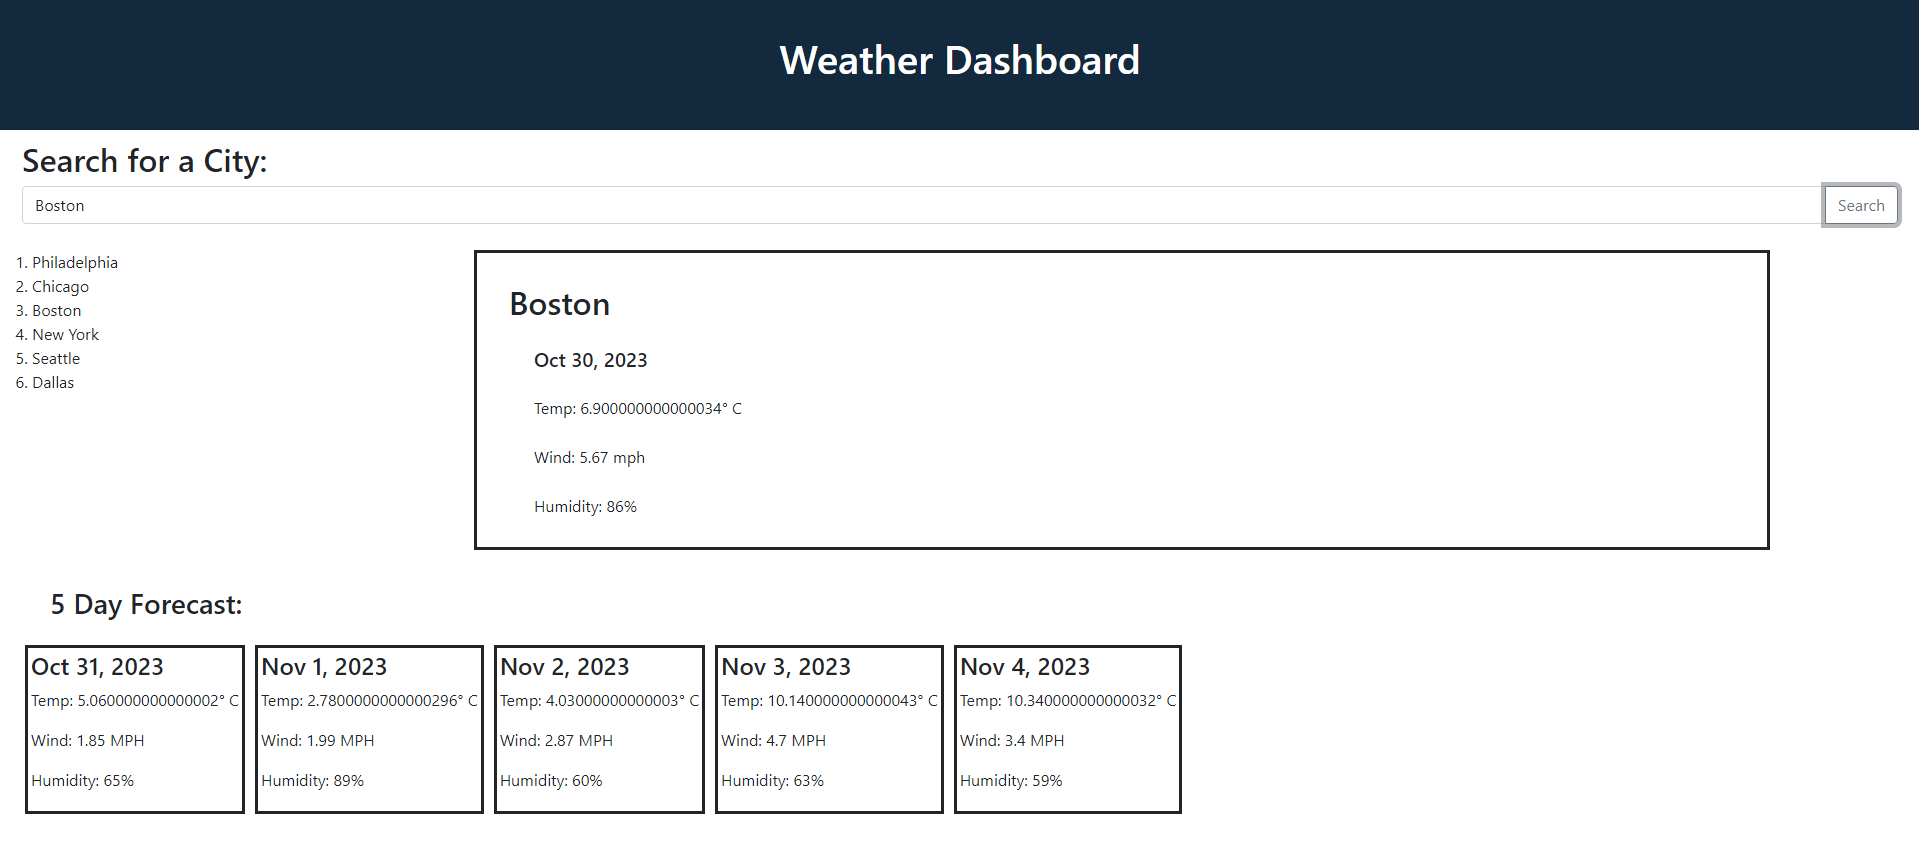 Weather Dashboard
Search for a City:
Boston
Search
1. Philadelphia
2. Chicago
3. Boston
4. New York
5. Seattle
6. Dallas
Boston
Oct 30, 2023
Temp: 6.900000000000034° C
Wind: 5.67 mph
Humidity: 86%
5 Day Forecast:
Oct 31, 2023
Temp: 5.060000000000002° C
Wind: 1.85 MPH
Humidity: 65%
Nov 1, 2023
Temp: 2.7800000000000296° C
Wind: 1.99 MPH
Humidity: 89%
Nov 2, 2023
Temp: 4.03000000000003° C
Wind: 2.87 MPH
Humidity: 60%
Nov 3, 2023
Temp: 10.140000000000043° C
Wind: 4.7 MPH
Humidity: 63%
Nov 4, 2023
Temp: 10.340000000000032° C
Wind: 3.4 MPH
Humidity: 59%